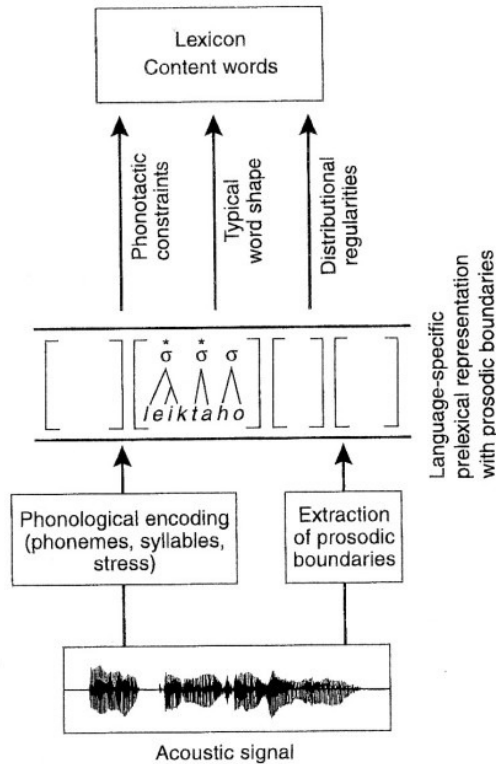 Lexicon
Content words
Phonotactic
constraints
Typical
word shape
Distributional
regularities
* *
σ σ σ
leiktaho
Language-specific
prelexical representation
with prosodic boundaries
Phonological encoding
(phonemes, syllables,
stress)
Extraction
of prosodic
boundaries
Acoustic signal